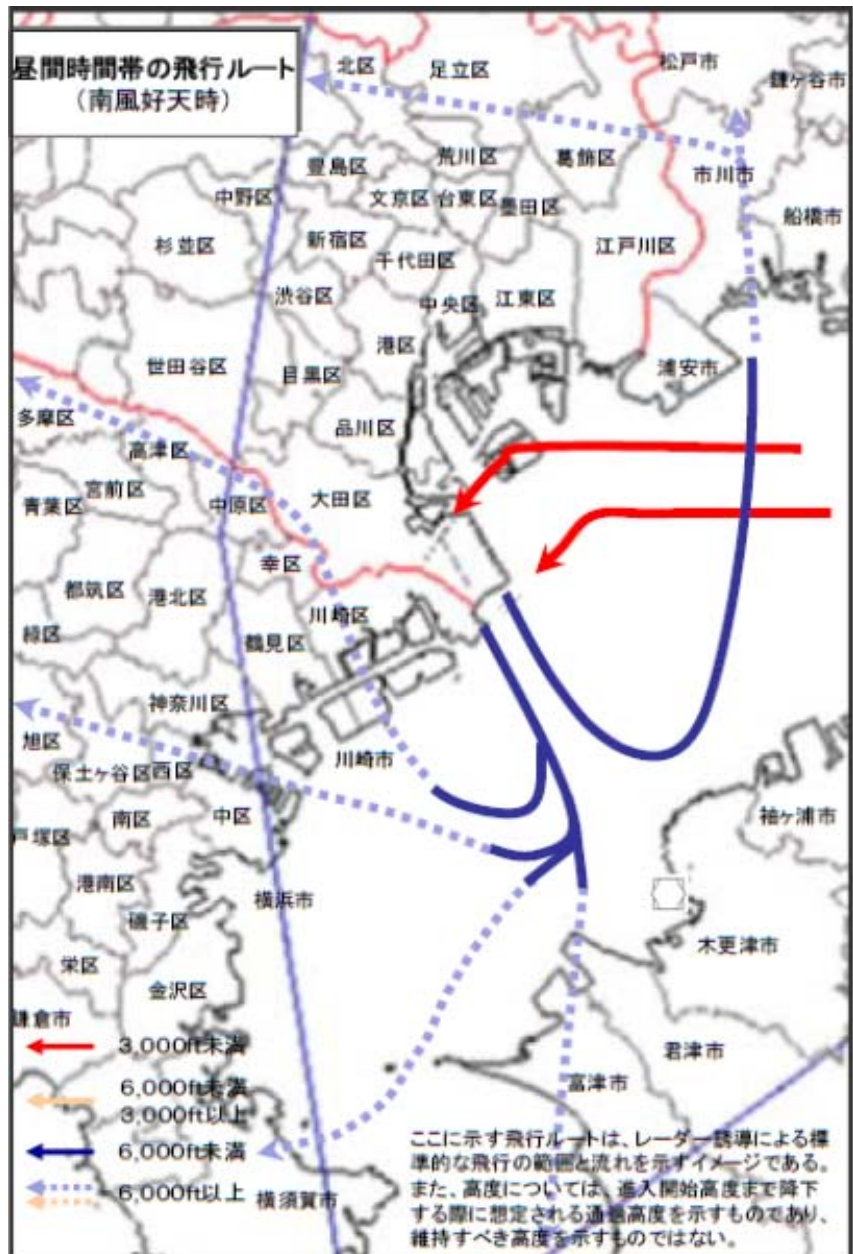 昼間時間帯の飛行ルート
（南風好天時）
北区
足立区
松戸市
鎌ヶ谷市
豊島区
荒川区
葛飾区
市川市
中野区
文京区
台東区
墨田区
船橋市
杉並区
新宿区
千代田区
江戸川区
渋谷区
中央区
江東区
港区
世田谷区
目黒区
浦安市
多摩区
品川区
高津区
宮前区
青葉区
中原区
大田区
幸区
都筑区
港北区
川崎区
緑区
鶴見区
神奈川区
旭区
川崎市
保土ヶ谷区
西区
南区
中区
袖ヶ浦市
戸塚区
港南区
横浜市
磯子区
木更津市
栄区
金沢区
鎌倉市
君津市
富津市
3,000ft未満
6,000ft未満
3,000ft以上
6,000ft未満
6,000ft以上
横須賀市
ここに示す飛行ルートは、レーダー誘導による標
準的な飛行の範囲と流れを示すイメージである。
また、高度については、進入開始高度まで降下
する際に想定される通過高度を示すものであり、
維持すべき高度を示すものではない。